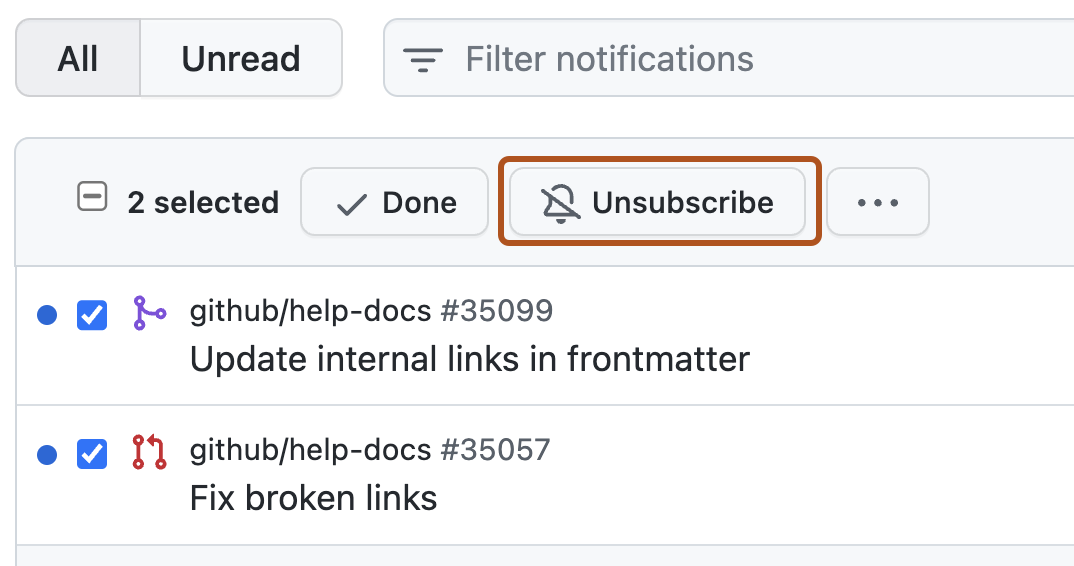 All Unread Filter notifications
2 selected Done Unsubscribe ...
github/help-docs #35099
Update internal links in frontmatter
github/help-docs #35057
Fix broken links